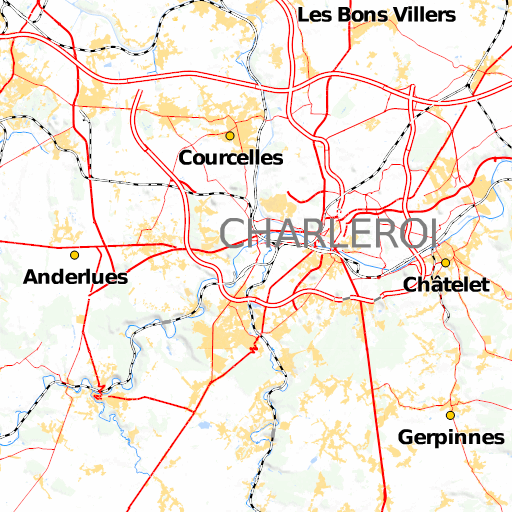 Les Bons Villers
Courcelles
CHARLEROI
Anderlues
Châtelet
Gerpinnes